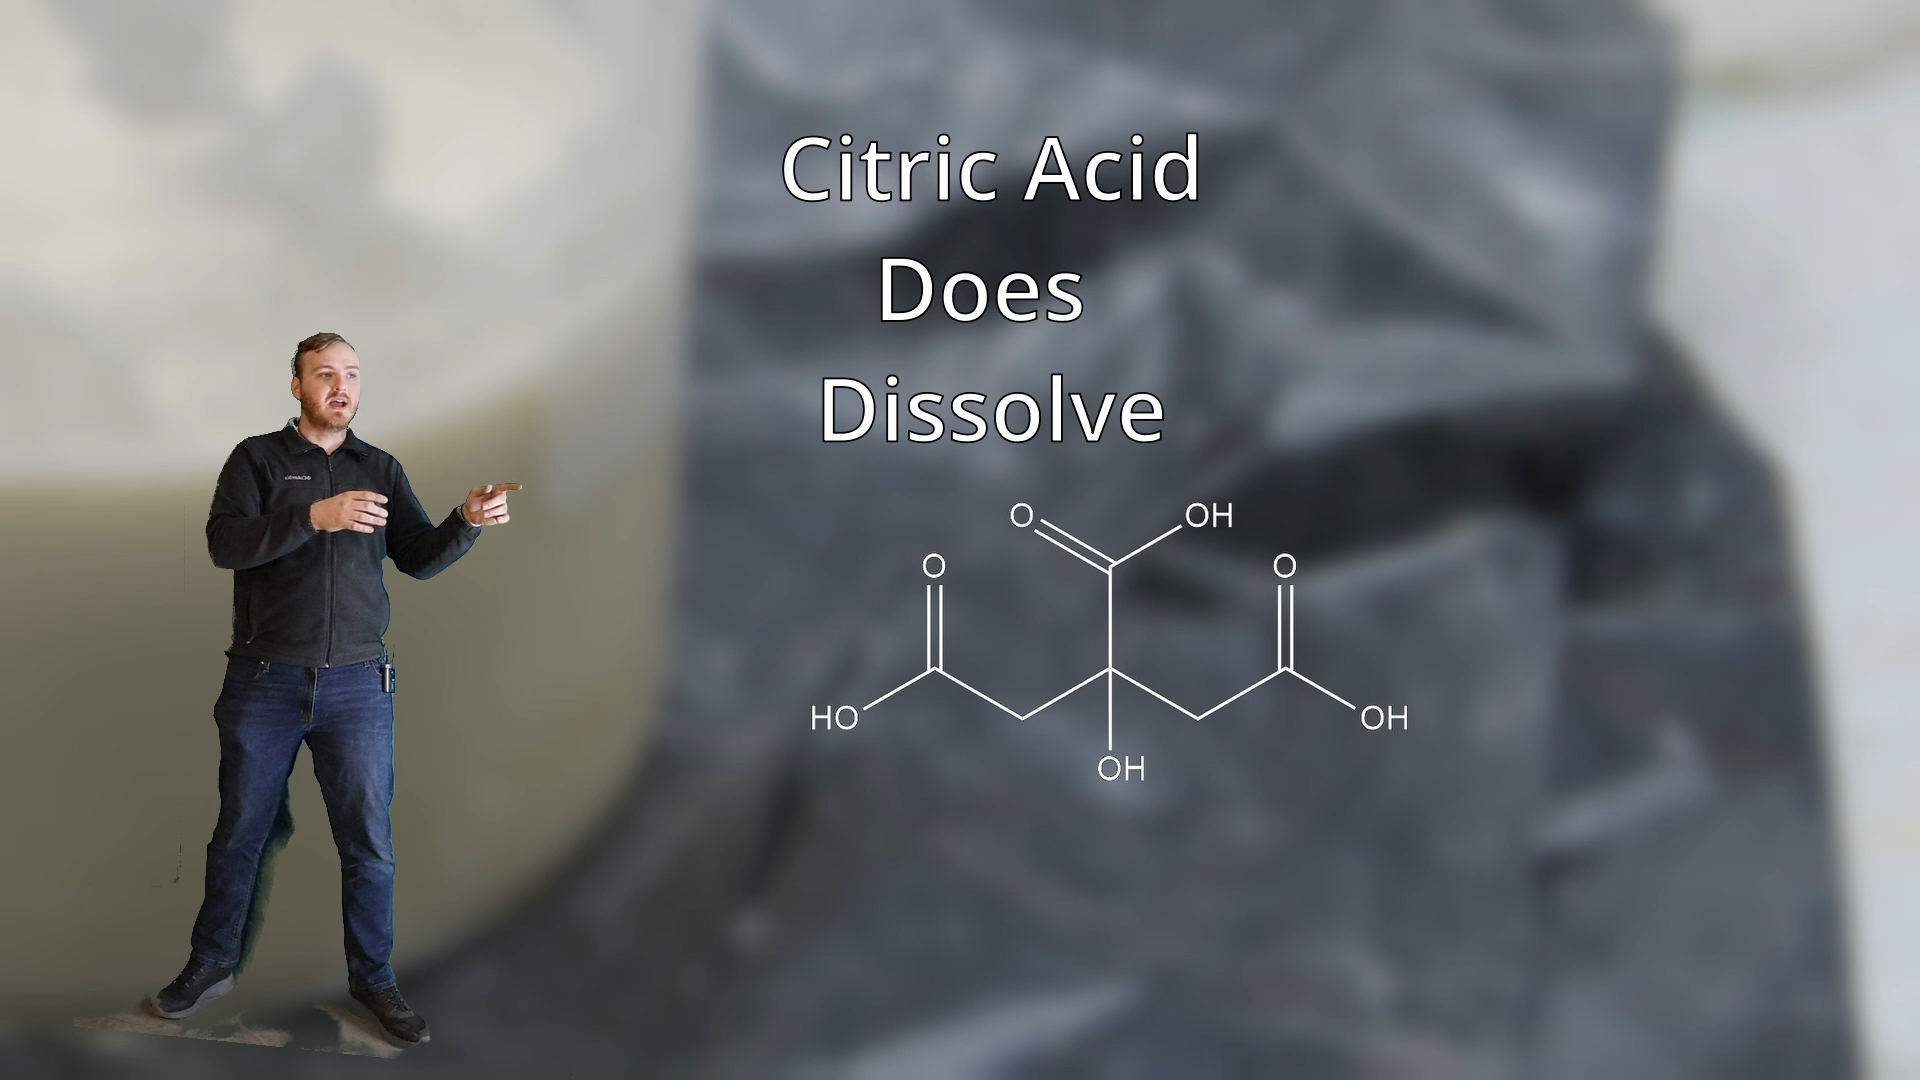 Citric Acid
Does
Dissolve
O
OH
O
O
HO
OH
OH